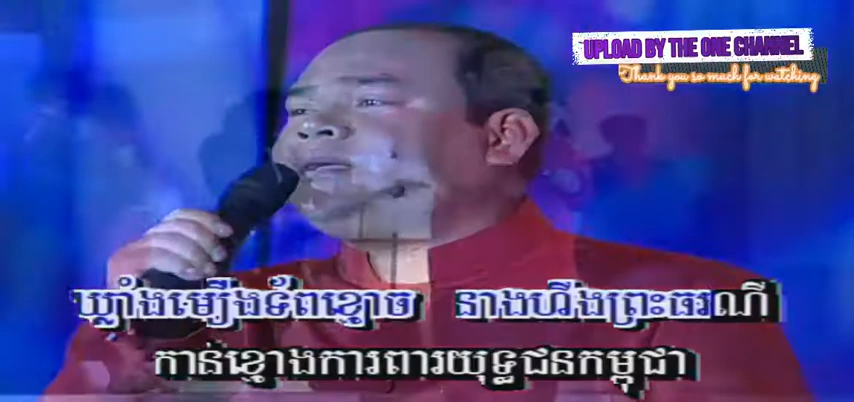 UPLOAD BY THE ONE CHANNEL
Thank you so much for watching
ឃ្លាំងមឿងទ័ពខ្មោច នាងហឹងព្រះធរណី
កាន់ខ្មោងការពារយុទ្ធជនកម្ពុជា